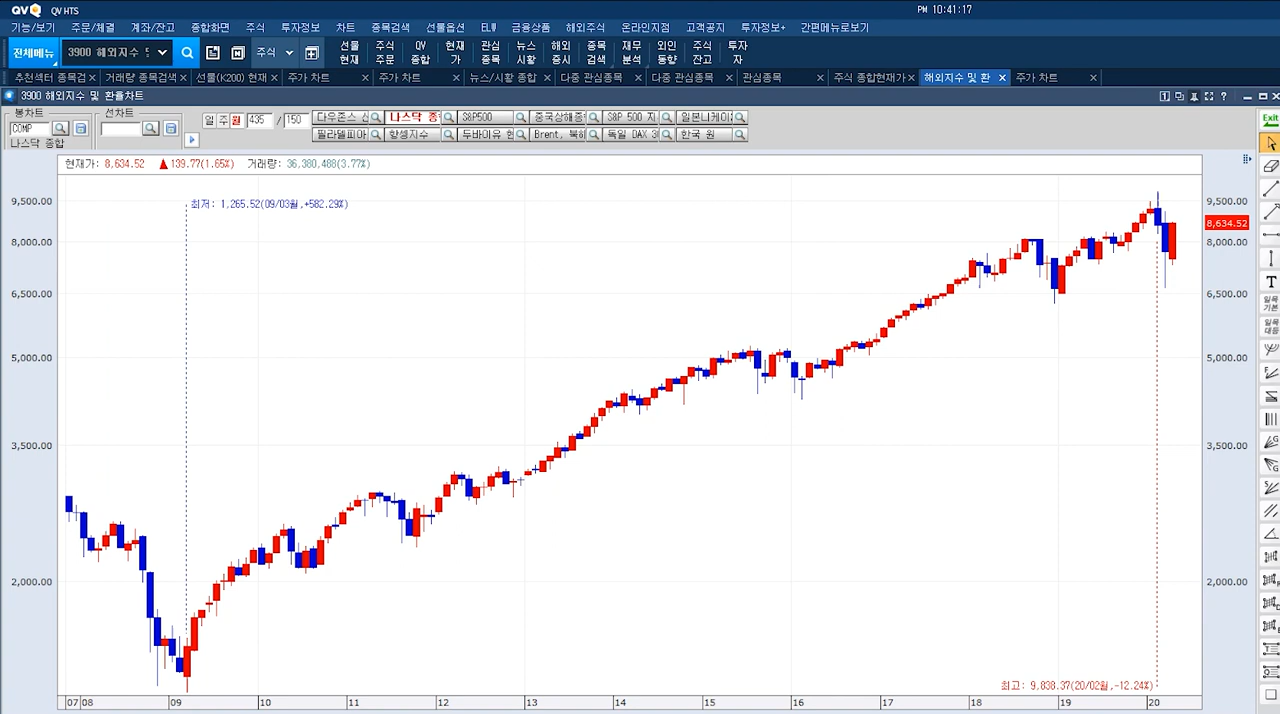 QV QV HTS
PM 10:41:17
기능/보기 주문/체결 계좌/잔고 종합화면 주식 투자정보 차트 종목검색 선물옵션 ELW 금융상품 해외주식 온라인지점 고객공지 투자정보+ 간편메뉴로보기
전체메뉴 3900 해외지수 주식 선물 주식 QV 현재 관심 뉴스 해외 종목 재무 외인 주식 투자
현재 주문 종합 가 종목 시황 증시 검색 분석 동향 잔고 자
추천섹터 종목검 거래량 종목검색 선물(K200) 현재 주가 차트 주가 차트 뉴스/시황 종합 다중 관심종목 다중 관심종목 관심종목 주식 종합현재가 해외지수 및 환 주가 차트
3900 해외지수 및 환율차트
봉차트 선차트
COMP 일 주 월 435 / 150 다우존스 나스닥 종 S&P500 중국상해종 S&P 500 지 일본니케이
나스닥 종합 필라델피아 항셍지수 두바이유 현 Brent, 북해 독일 DAX 3 한국 원
Exit
현재가: 8,634.52 ▲139.77(1.65%) 거래량: 36,380,488(3.77%)
최저: 1,265.52(09/03월,+582.29%)
9,500.00 9,500.00
8,634.52
8,000.00 8,000.00
6,500.00 6,500.00
5,000.00 5,000.00
3,500.00 3,500.00
2,000.00 2,000.00
최고: 9,838.37(20/02월,-12.24%)
07 08 09 10 11 12 13 14 15 16 17 18 19 20
T
일목
기본
일목
대등